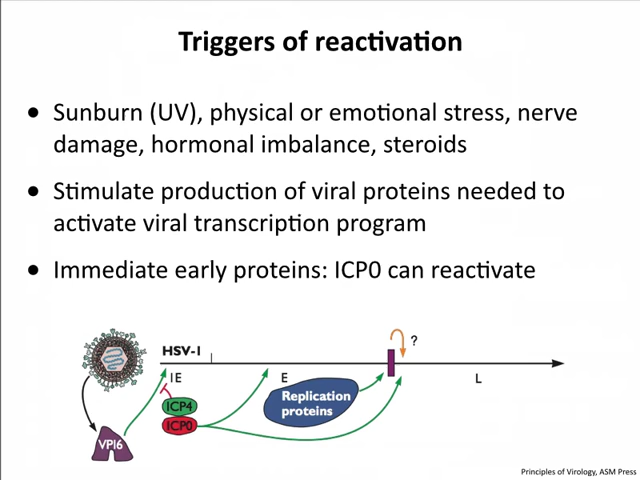 Triggers of reactivation
● Sunburn (UV), physical or emotional stress, nerve
damage, hormonal imbalance, steroids
● Stimulate production of viral proteins needed to
activate viral transcription program
● Immediate early proteins: ICP0 can reactivate
HSV-1
?
IE
E
L
Replication
proteins
ICP4
ICP0
VP16
Principles of Virology, ASM Press